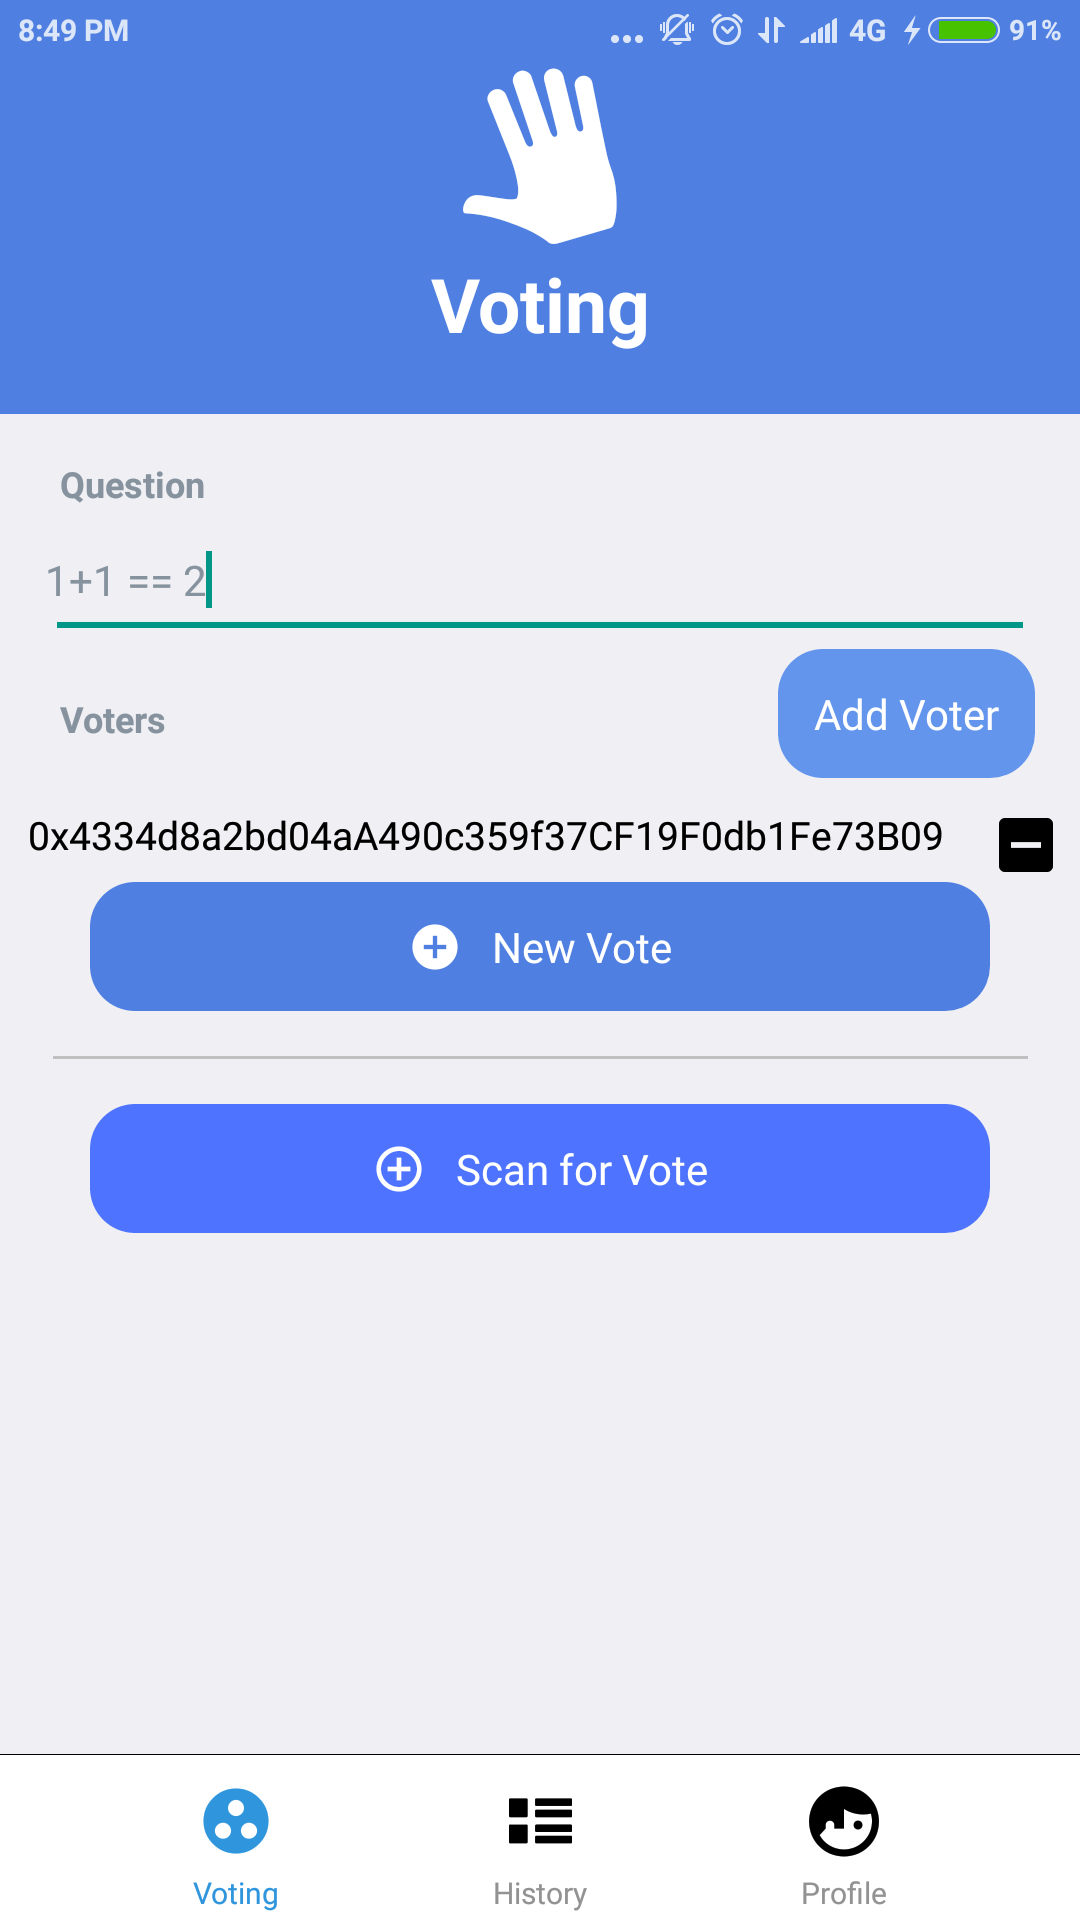 8:49 PM ... 4G 91%
Voting
Question
1+1 == 2
Voters
Add Voter
0x4334d8a2bd04aA490c359f37CF19F0db1Fe73B09
New Vote
Scan for Vote
Voting History Profile